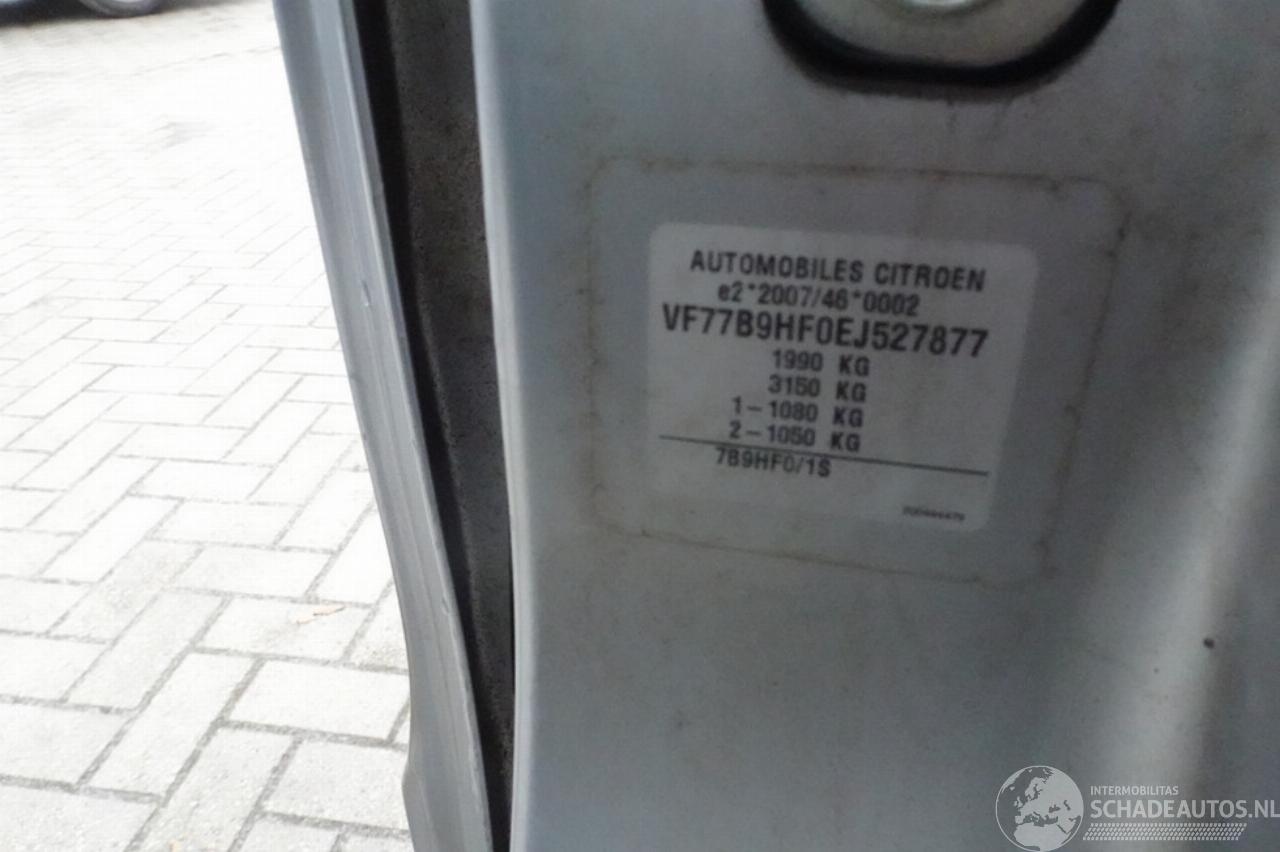 AUTOMOBILES CITROEN
e2*2007/46*0002
VF77B9HF0EJ527877
1990 KG
3150 KG
1-1080 KG
2-1050 KG
7B9HF0/1S
INTERMOBILITAS
SCHADEAUTOS.NL